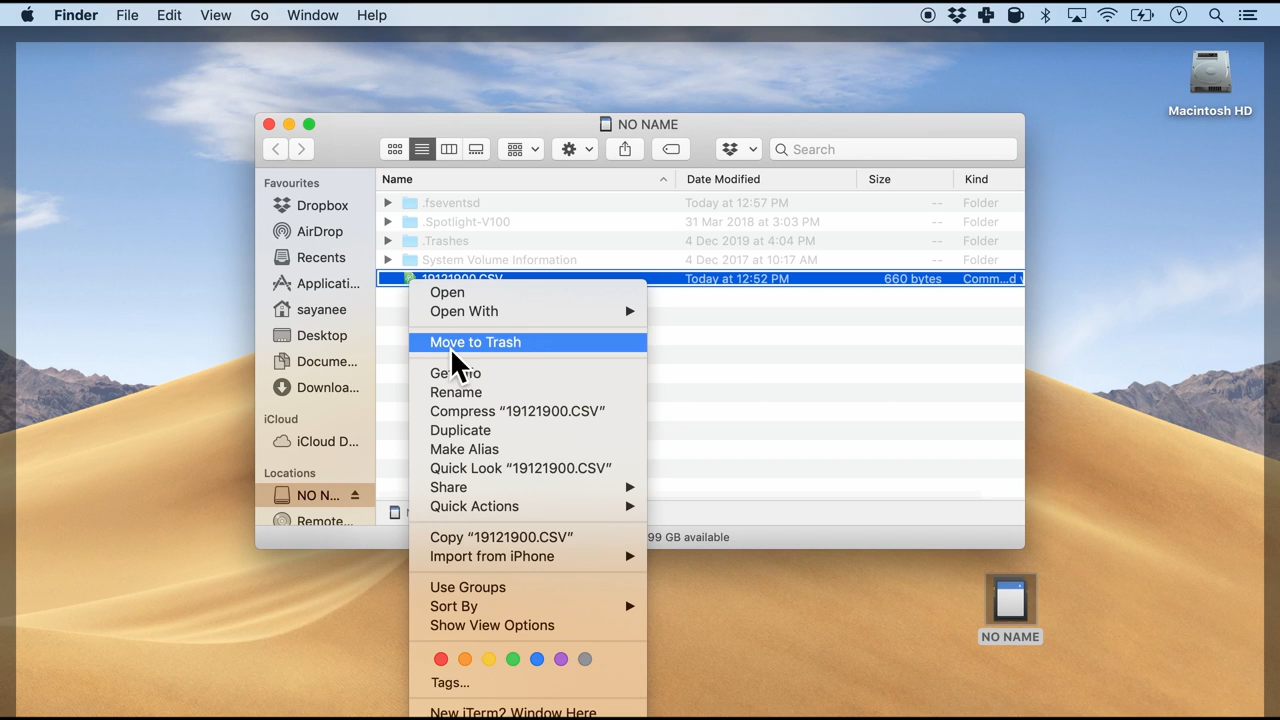 Finder File Edit View Go Window Help
Macintosh HD
NO NAME
Search
Favourites
Dropbox
AirDrop
Recents
Applicati...
sayanee
Desktop
Docume...
Downloa...
iCloud
iCloud D...
Locations
NO N...
Remote...
Name Date Modified Size Kind
.fseventsd Today at 12:57 PM -- Folder
.Spotlight-V100 31 Mar 2018 at 3:03 PM -- Folder
.Trashes 4 Dec 2019 at 4:04 PM -- Folder
System Volume Information 4 Dec 2017 at 10:17 AM -- Folder
19121900.CSV Today at 12:52 PM 660 bytes Comm...d v
Open
Open With
Move to Trash
Get Info
Rename
Compress “19121900.CSV”
Duplicate
Make Alias
Quick Look “19121900.CSV”
Share
Quick Actions
Copy “19121900.CSV”
Import from iPhone
Use Groups
Sort By
Show View Options
Tags...
New iTerm2 Window Here
99 GB available
NO NAME